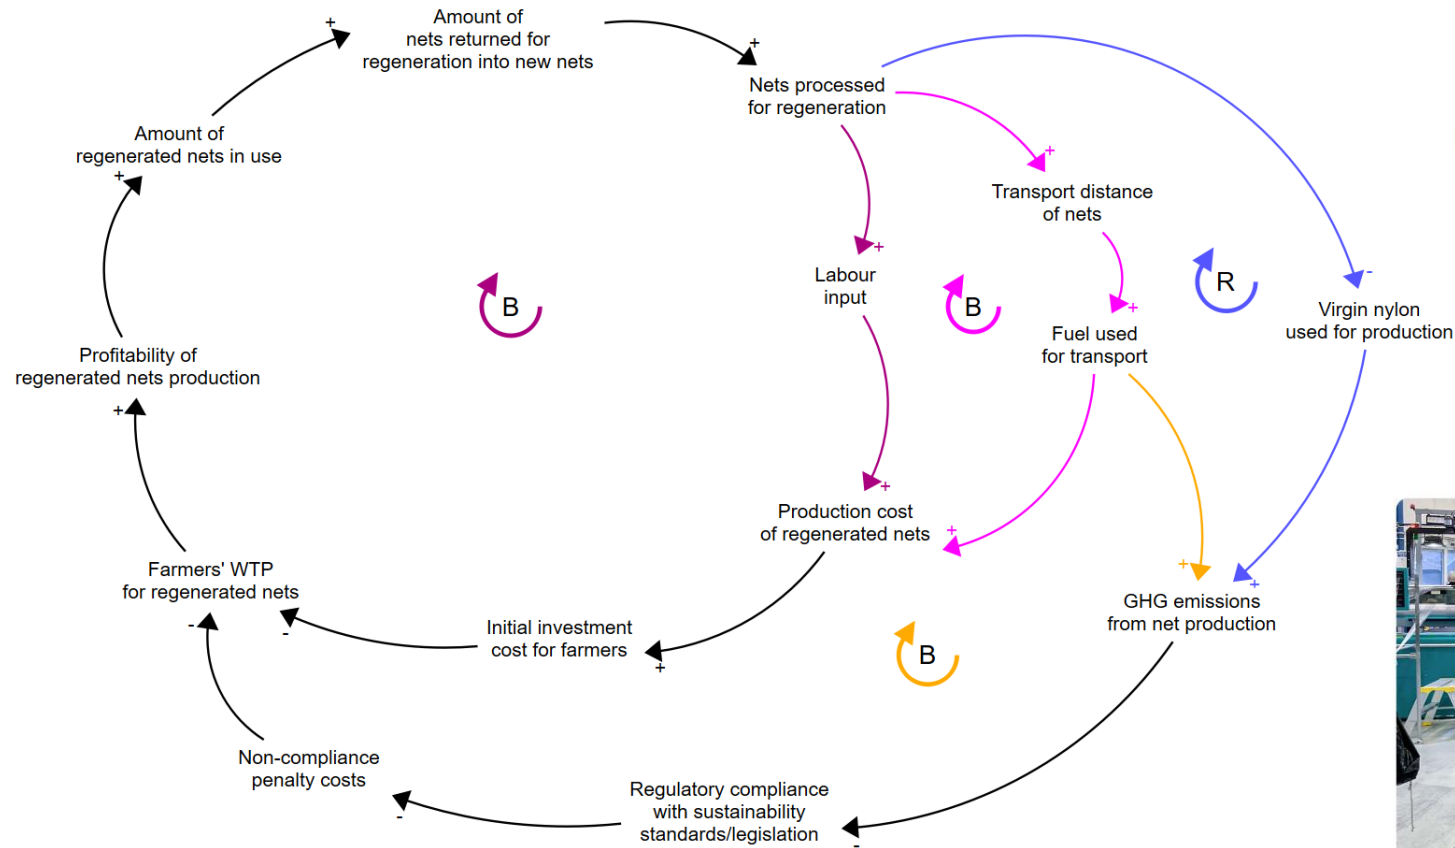 Amount of
nets returned for
regeneration into new nets
+
+
Nets processed
for regeneration
Amount of
regenerated nets in use
+
+
Transport distance
of nets
+
Labour
input
B
B
R
-
+
Virgin nylon
used for production
Fuel used
for transport
Profitability of
regenerated nets production
+
+
Production cost
of regenerated nets
+
+
+
Farmers' WTP
for regenerated nets
GHG emissions
from net production
-
-
Initial investment
cost for farmers
+
B
Non-compliance
penalty costs
-
Regulatory compliance
with sustainability
standards/legislation
-